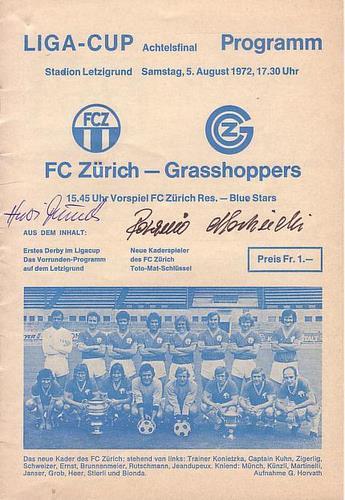 LIGA-CUP Achtelsfinal Programm
Stadion Letzigrund Samstag, 5. August 1972, 17.30 Uhr
FCZ
FC Zürich — Grasshoppers
15.45 Uhr Vorspiel FC Zürich Res. — Blue Stars
AUS DEM INHALT:
Erstes Derby im Ligacup
Das Vorrunden-Programm
auf dem Letzigrund
Neue Kaderspieler
des FC Zürich
Toto-Mat-Schlüssel
Preis Fr. 1.—
Das neue Kader des FC Zürich: stehend von links: Trainer Konietzka, Captain Kuhn, Zigerlig,
Schweizer, Ernst, Brunnenmeier, Rutschmann, Jeandupeux. Kniend: Münch, Künzli, Martinelli,
Janser, Grob, Heer, Stierli und Bionda. Aufnahme G. Horvath